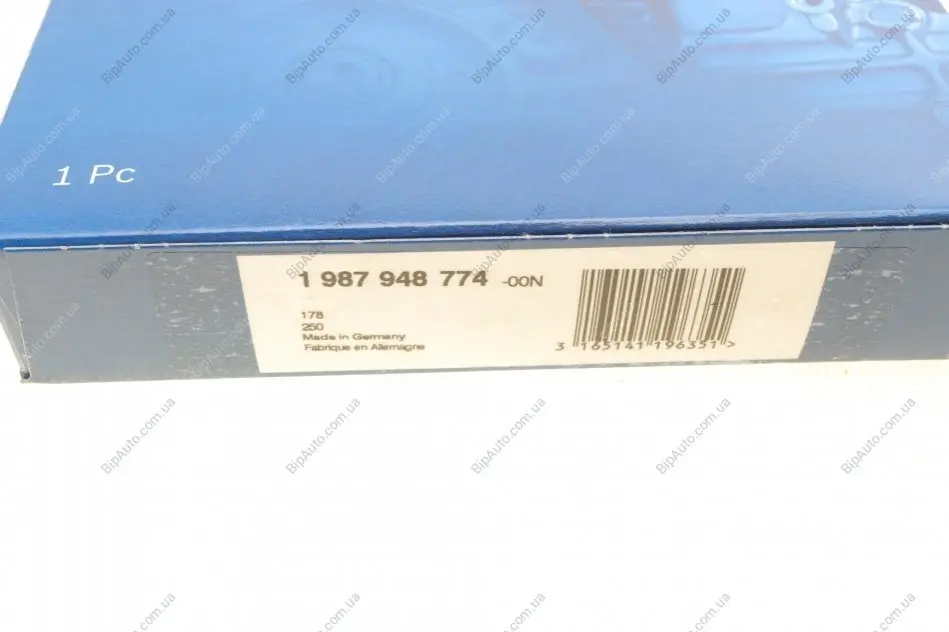 1 Pc
1 987 948 774 -00N
178
250
Made in Germany
Fabrique en Allemagne
3 165141 196351 >
BipAuto.com.ua